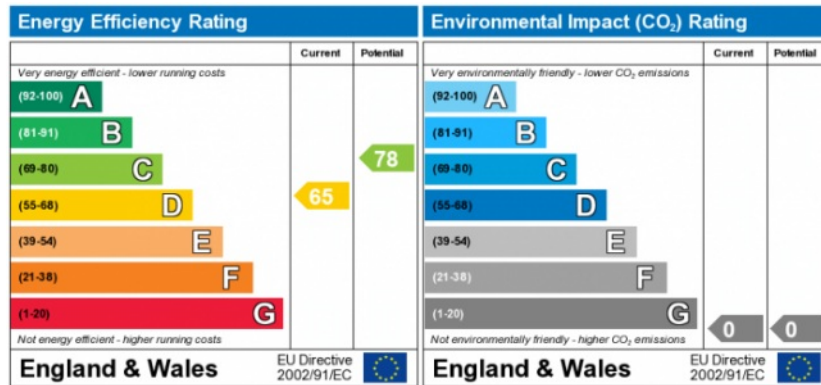 Energy Efficiency Rating
Current Potential
Very energy efficient - lower running costs
(92-100) A
(81-91) B
(69-80) C
(55-68) D
(39-54) E
(21-38) F
(1-20) G
65
78
Not energy efficient - higher running costs
England & Wales
EU Directive
2002/91/EC
Environmental Impact (CO₂) Rating
Current Potential
Very environmentally friendly - lower CO₂ emissions
(92-100) A
(81-91) B
(69-80) C
(55-68) D
(39-54) E
(21-38) F
(1-20) G
0 0
Not environmentally friendly - higher CO₂ emissions
England & Wales
EU Directive
2002/91/EC